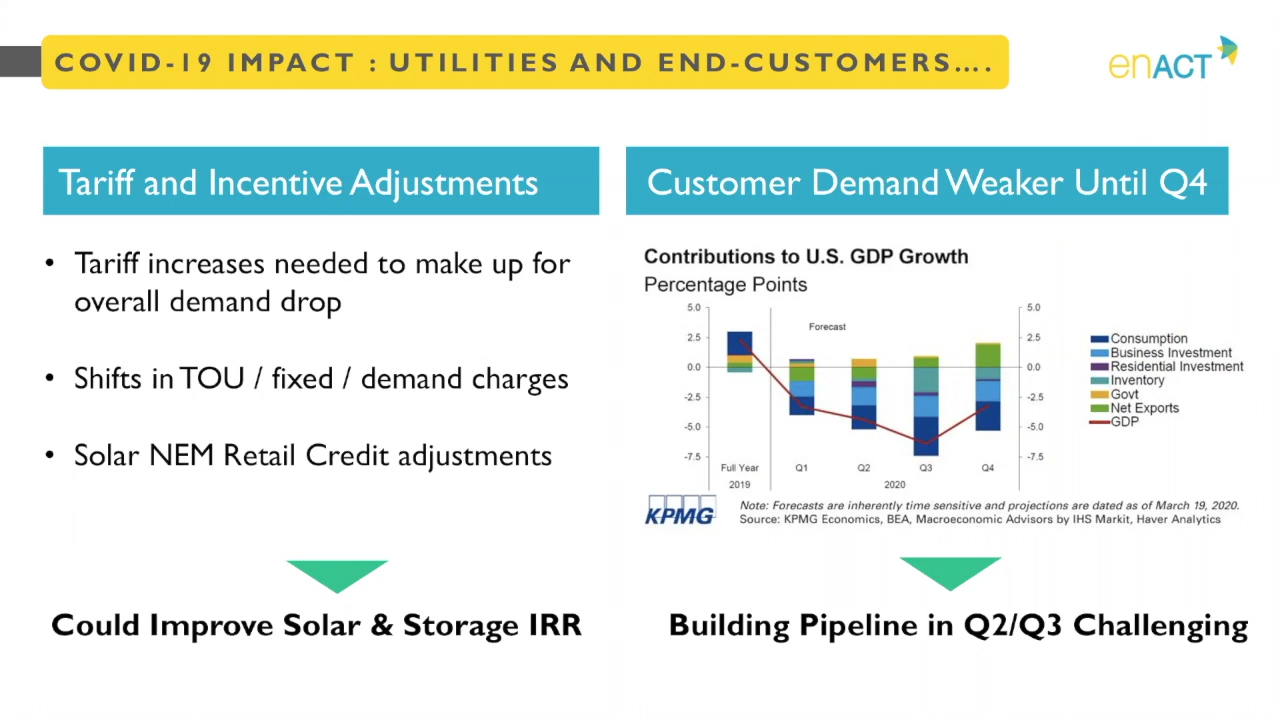 COVID-19 IMPACT : UTILITIES AND END-CUSTOMERS….
enACT
Tariff and Incentive Adjustments
• Tariff increases needed to make up for
overall demand drop
• Shifts in TOU / fixed / demand charges
• Solar NEM Retail Credit adjustments
Could Improve Solar & Storage IRR
Customer Demand Weaker Until Q4
Contributions to U.S. GDP Growth
Percentage Points
5.0
2.5
0.0
-2.5
-5.0
-7.5
Forecast
5.0
2.5
0.0
-2.5
-5.0
-7.5
Full Year Q1 Q2 Q3 Q4
2019 2020
Consumption
Business Investment
Residential Investment
Inventory
Govt
Net Exports
GDP
KPMG
Note: Forecasts are inherently time sensitive and projections are dated as of March 19, 2020.
Source: KPMG Economics, BEA, Macroeconomic Advisors by IHS Markit, Haver Analytics
Building Pipeline in Q2/Q3 Challenging